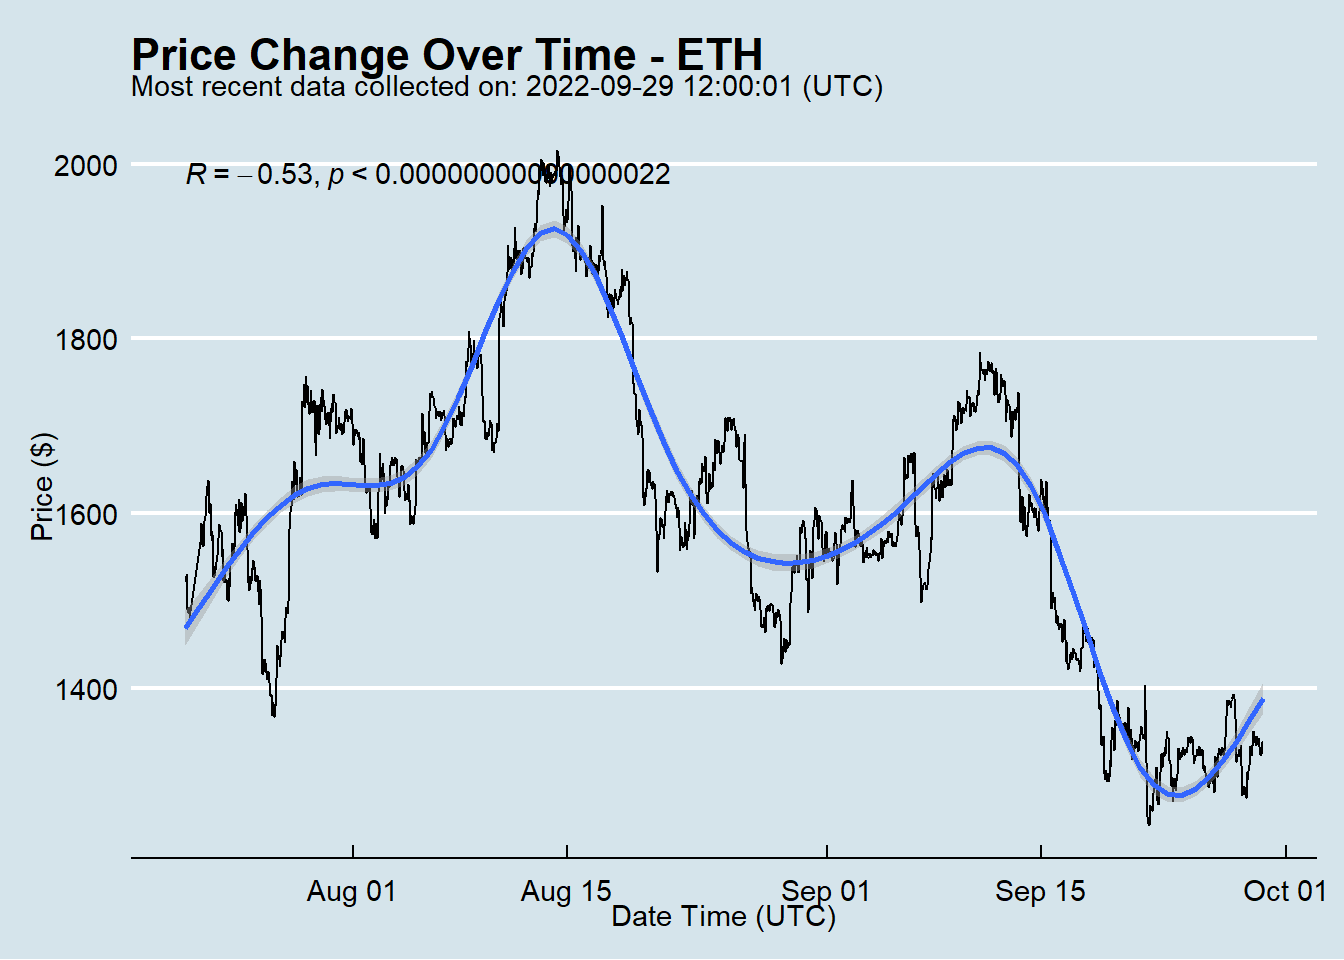 Price Change Over Time - ETH
Most recent data collected on: 2022-09-29 12:00:01 (UTC)
R = −0.53, p < 0.00000000000000022
2000
1800
1600
1400
Price ($)
Aug 01
Aug 15
Sep 01
Sep 15
Oct 01
Date Time (UTC)